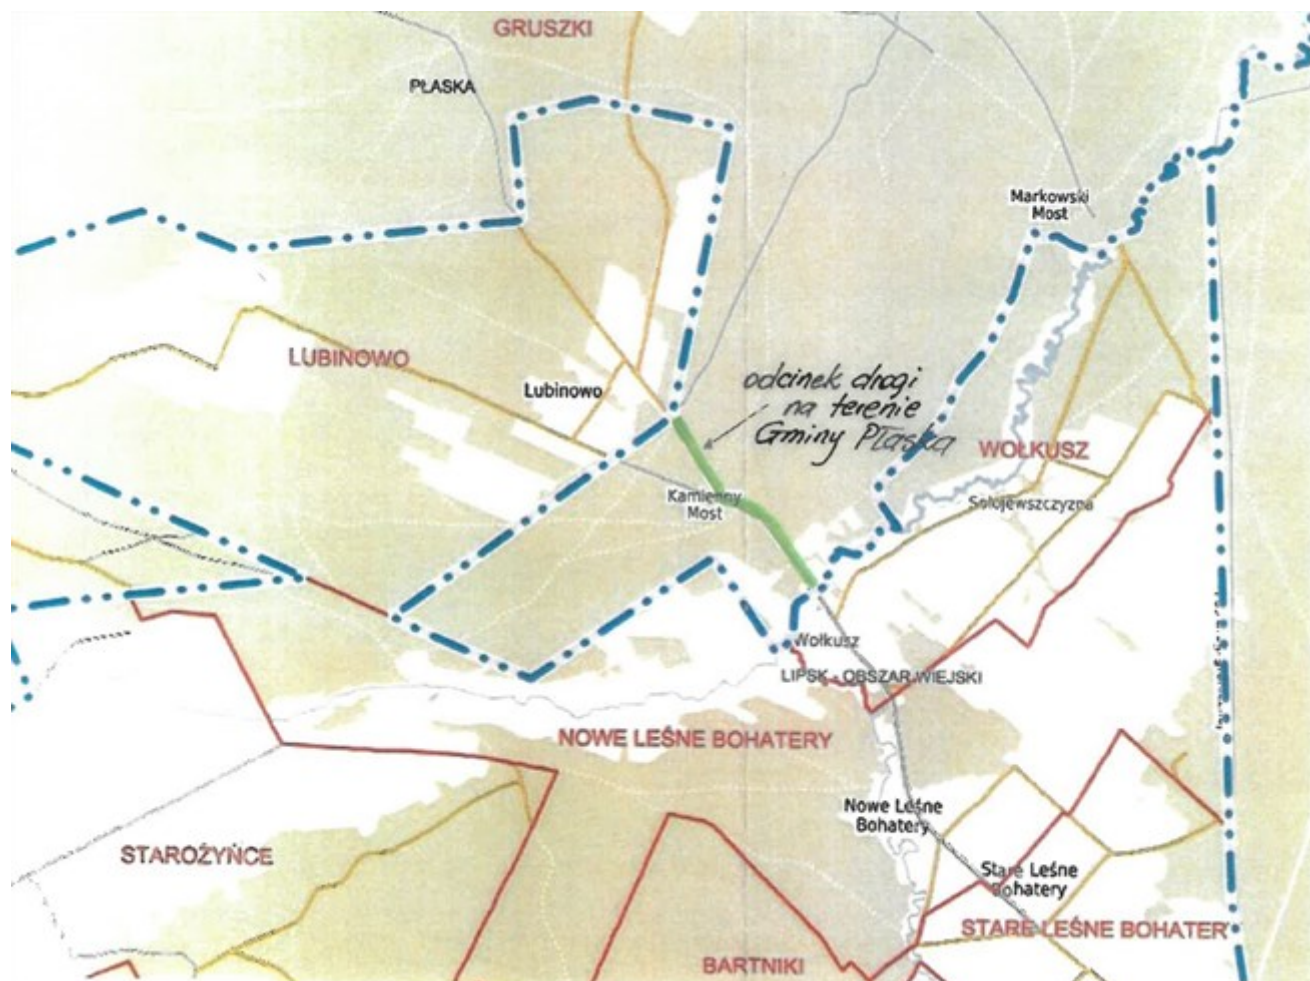 GRUSZKI
PŁASKA
Markowski
Most
LUBINOWO
Lubinowo
odcinek drogi
na terenie
Gminy Płaska
WOŁKUSZ
Kamienny
Most
Sołojewszczyzna
Wołkusz
LIPSK - OBSZAR WIEJSKI
NOWE LEŚNE BOHATERY
Nowe Leśne
Bohatery
STAROŻYŃCE
Stare Leśne
Bohatery
STARE LEŚNE BOHATER
BARTNIKI